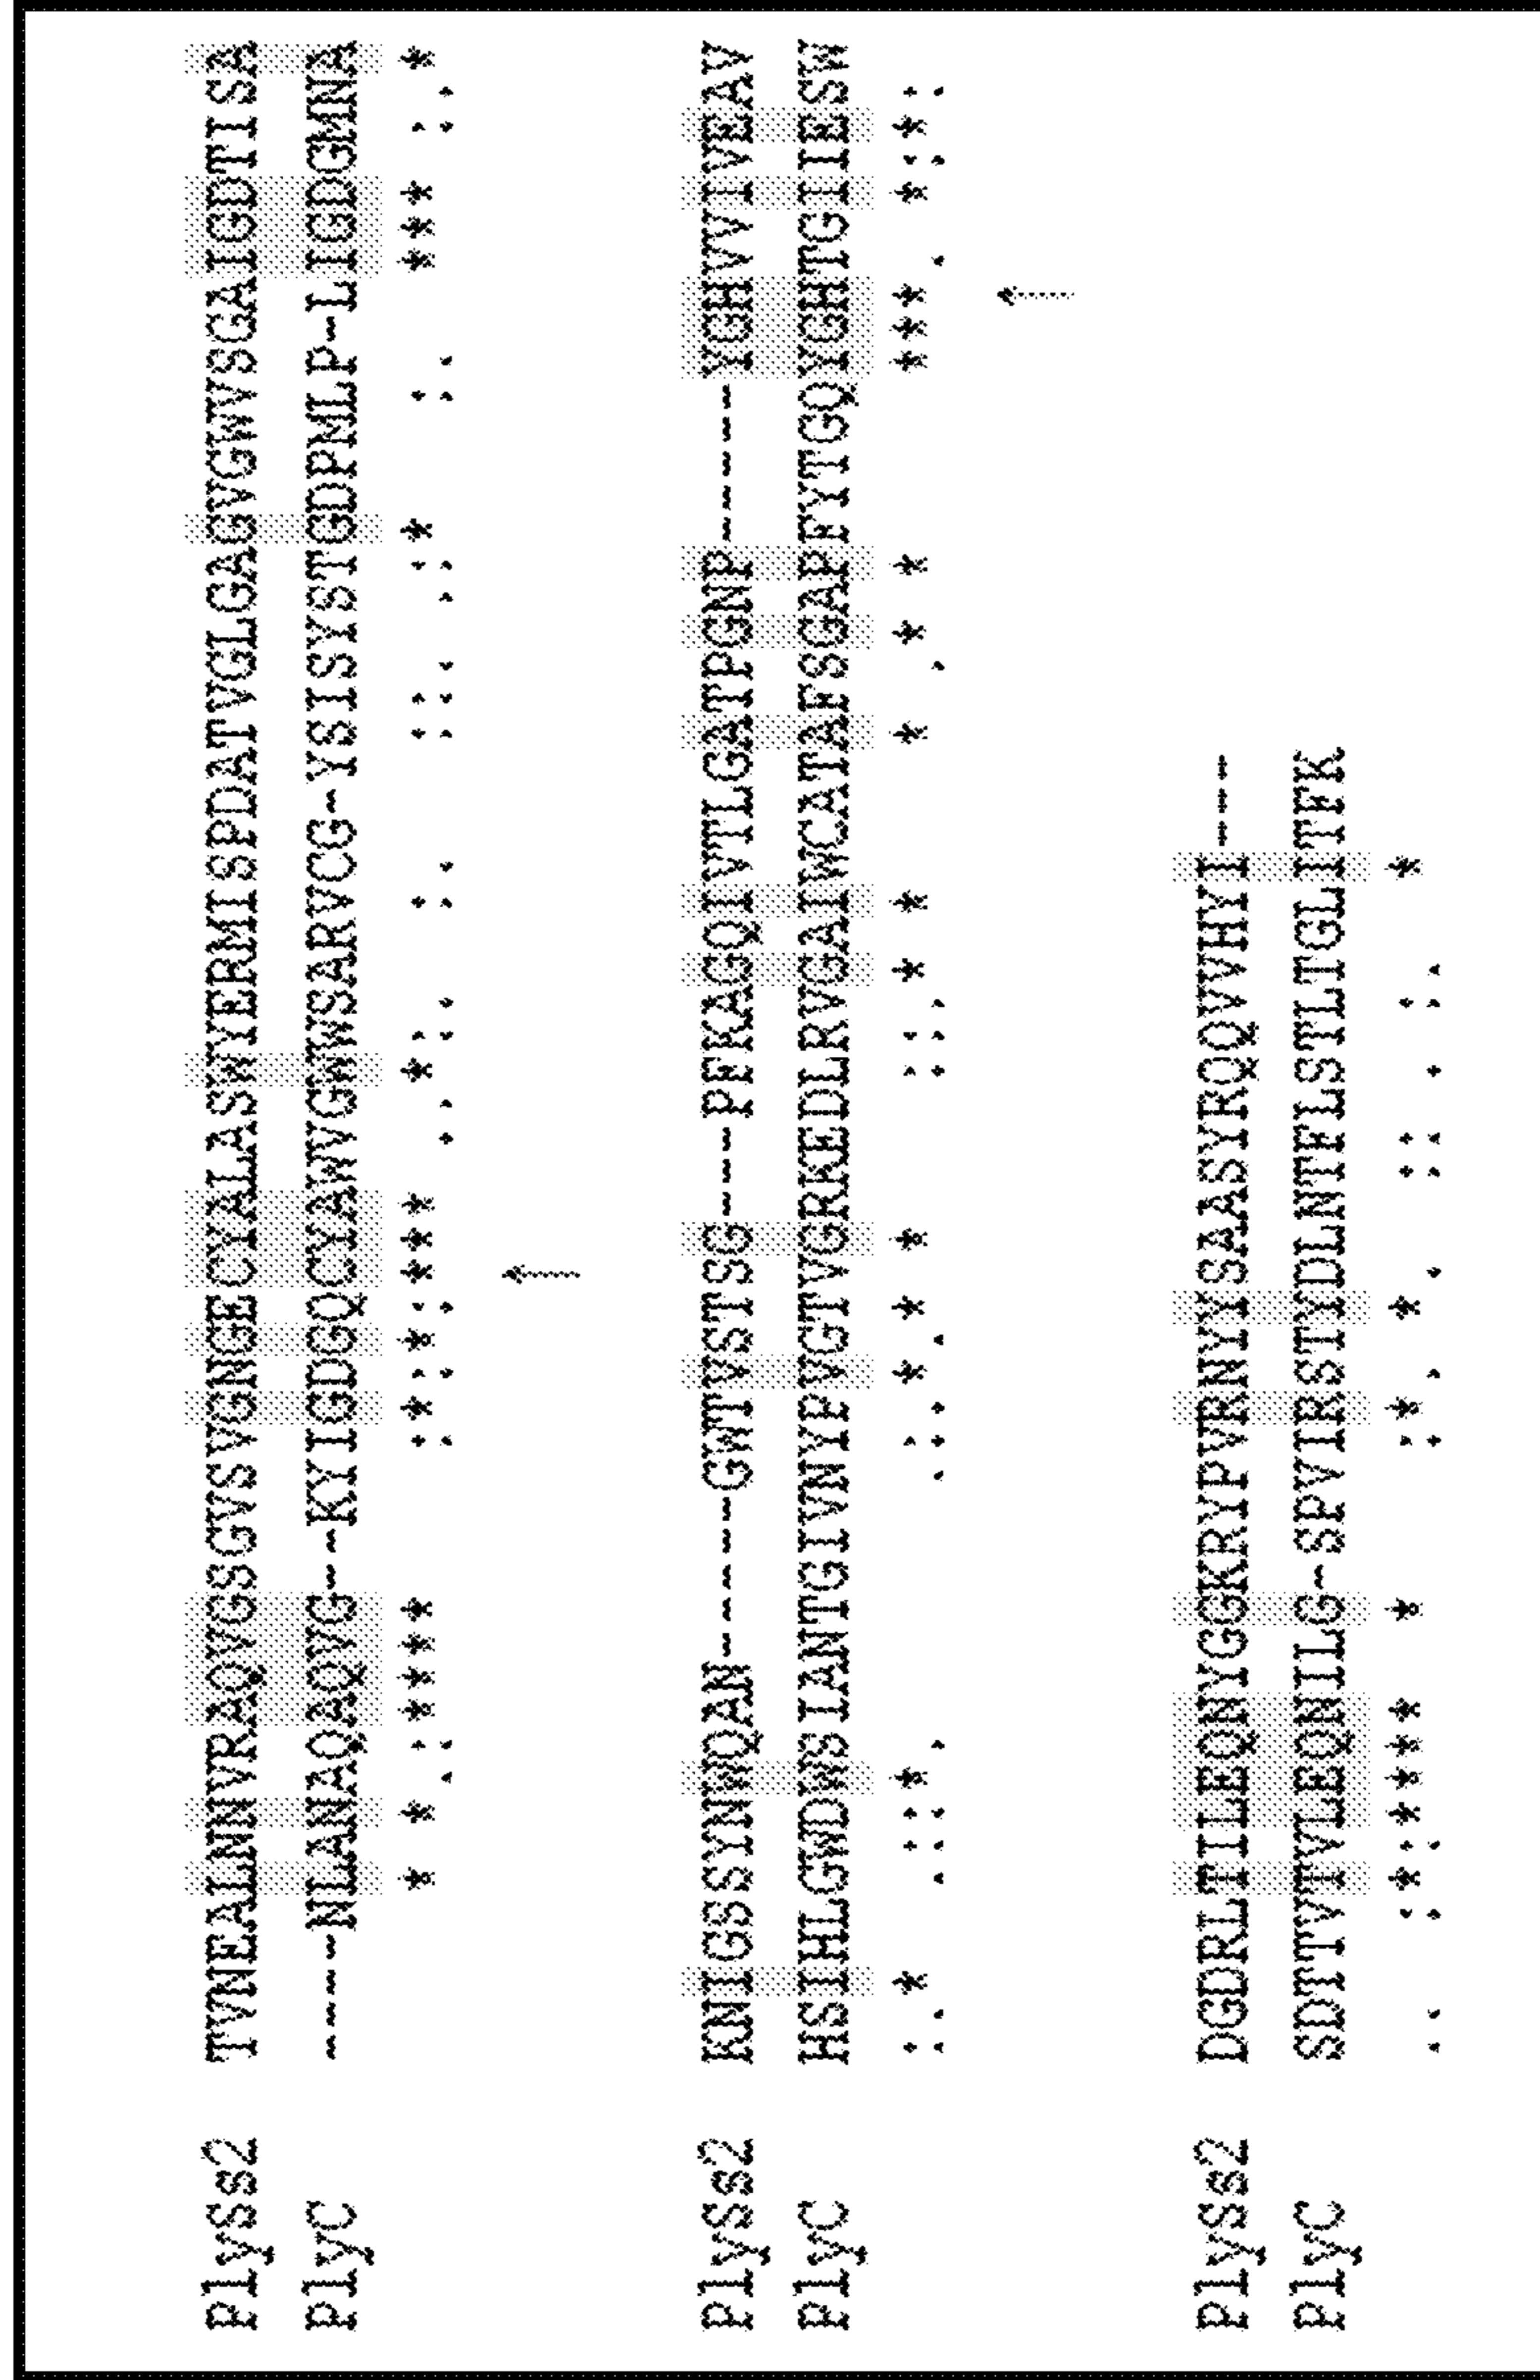 PlySs2 TVNEALNNVRAQVGSGVSVGNGECYALASWYERMISPDATVGLGAGVGWVSGAIGDTISA
PlyC   ----NLANAQAQVG--KYIGDGQCYAWVGWWSARVCG-YSISYSTGDPMLP-LIGDGMNA
            * *.:****    :*:*:*** ..*:.  :.   ::. .:*   :.  *** :.*
PlySs2 KNIGSSYNWQAN-----GWTVSTSG---PFKAGQIVTLGATPGNP-----YGHVVIVEAV
PlyC   HSIHLGWDWSIANTGIVNYPVGTVGRKEDLRVGAIWCATAFSGAPFYTGQYGHTGIIESW
       :.*  .::*.       .:.*.* *    ::.* *    * .* *     ***. *:*:
PlySs2 DGDRLTILEQNYGGKRYPVRNYYSAASYRQQVVHYI---
PlyC   SDTTVTVLEQNILG-SPVIRSTYDLNTFLSTLTGLITFK
       ..  :*:****  *    :*. *.  :: . :.  *